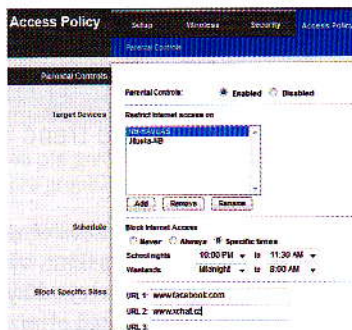 Access Policy
Setup Wireless Security Access Policy
Parental Controls
Parental Controls
Parental Controls: Enabled Disabled
Target Devices
Restrict Internet access on
Add Remove Rename
Schedule
Block Internet Access
Never Always Specific times
School nights 10:00 PM to 11:30 AM
Weekends Midnight to 8:00 AM
Block Specific Sites
URL 1: www.facebook.com
URL 2: www.xchat.cz
URL 3: